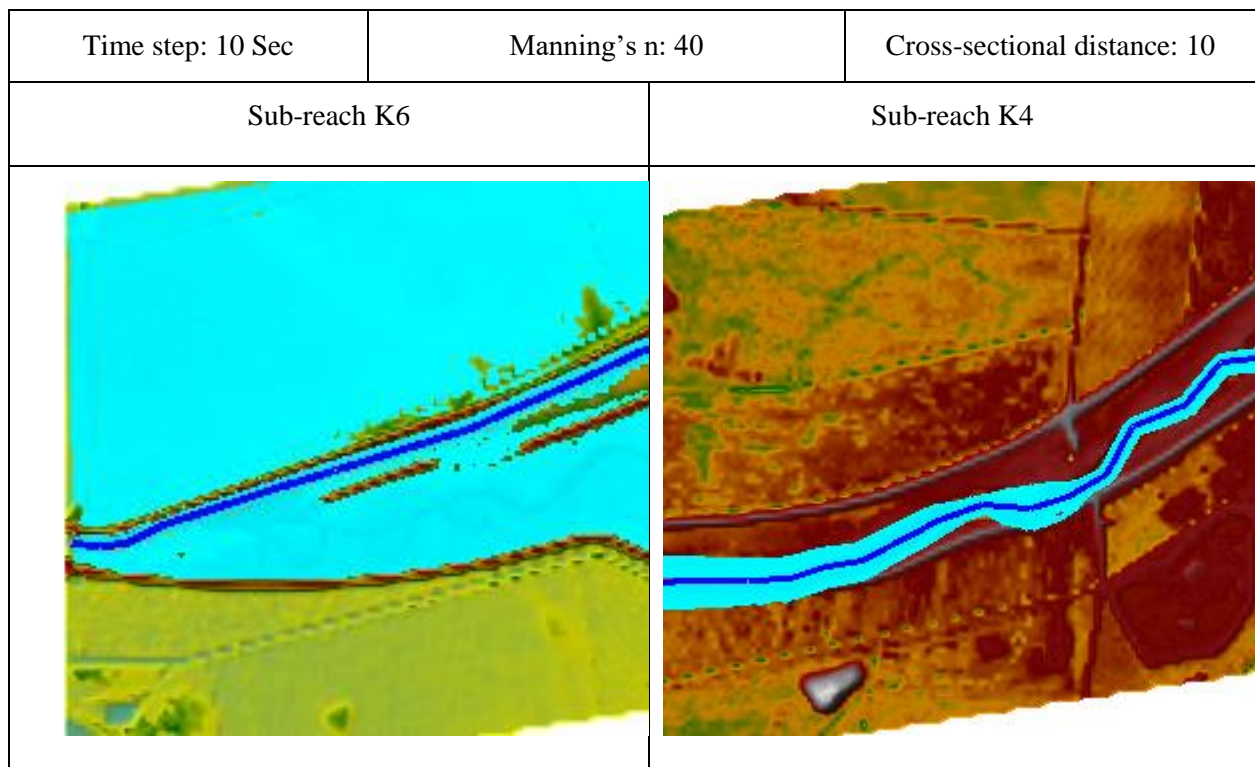 Time step: 10 Sec
Manning’s n: 40
Cross-sectional distance: 10
Sub-reach K6
Sub-reach K4